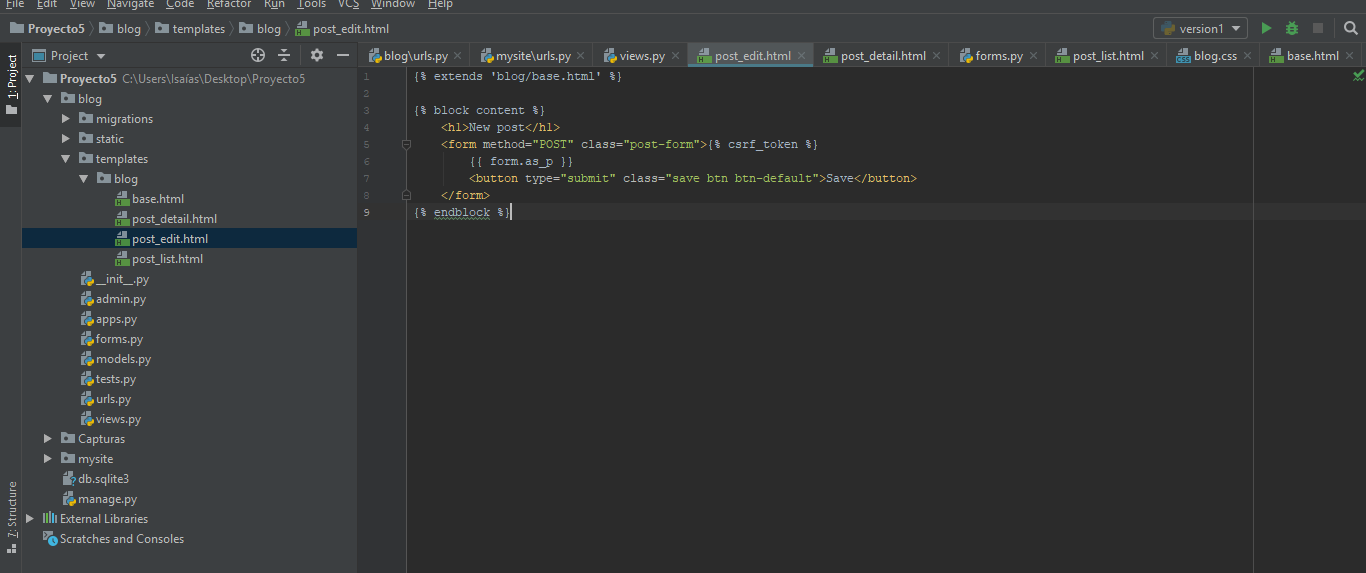 File Edit View Navigate Code Refactor Run Tools VCS Window Help
Proyecto5 blog templates blog post_edit.html version1
1: Project
Project
blog\urls.py mysite\urls.py views.py post_edit.html post_detail.html forms.py post_list.html blog.css base.html
Proyecto5 C:\Users\Isaías\Desktop\Proyecto5
blog
migrations
static
templates
blog
base.html
post_detail.html
post_edit.html
post_list.html
__init__.py
admin.py
apps.py
forms.py
models.py
tests.py
urls.py
views.py
Capturas
mysite
db.sqlite3
manage.py
External Libraries
Scratches and Consoles
7: Structure
1 {% extends 'blog/base.html' %}
2
3 {% block content %}
4 <h1>New post</h1>
5 <form method="POST" class="post-form">{% csrf_token %}
6 {{ form.as_p }}
7 <button type="submit" class="save btn btn-default">Save</button>
8 </form>
9 {% endblock %}